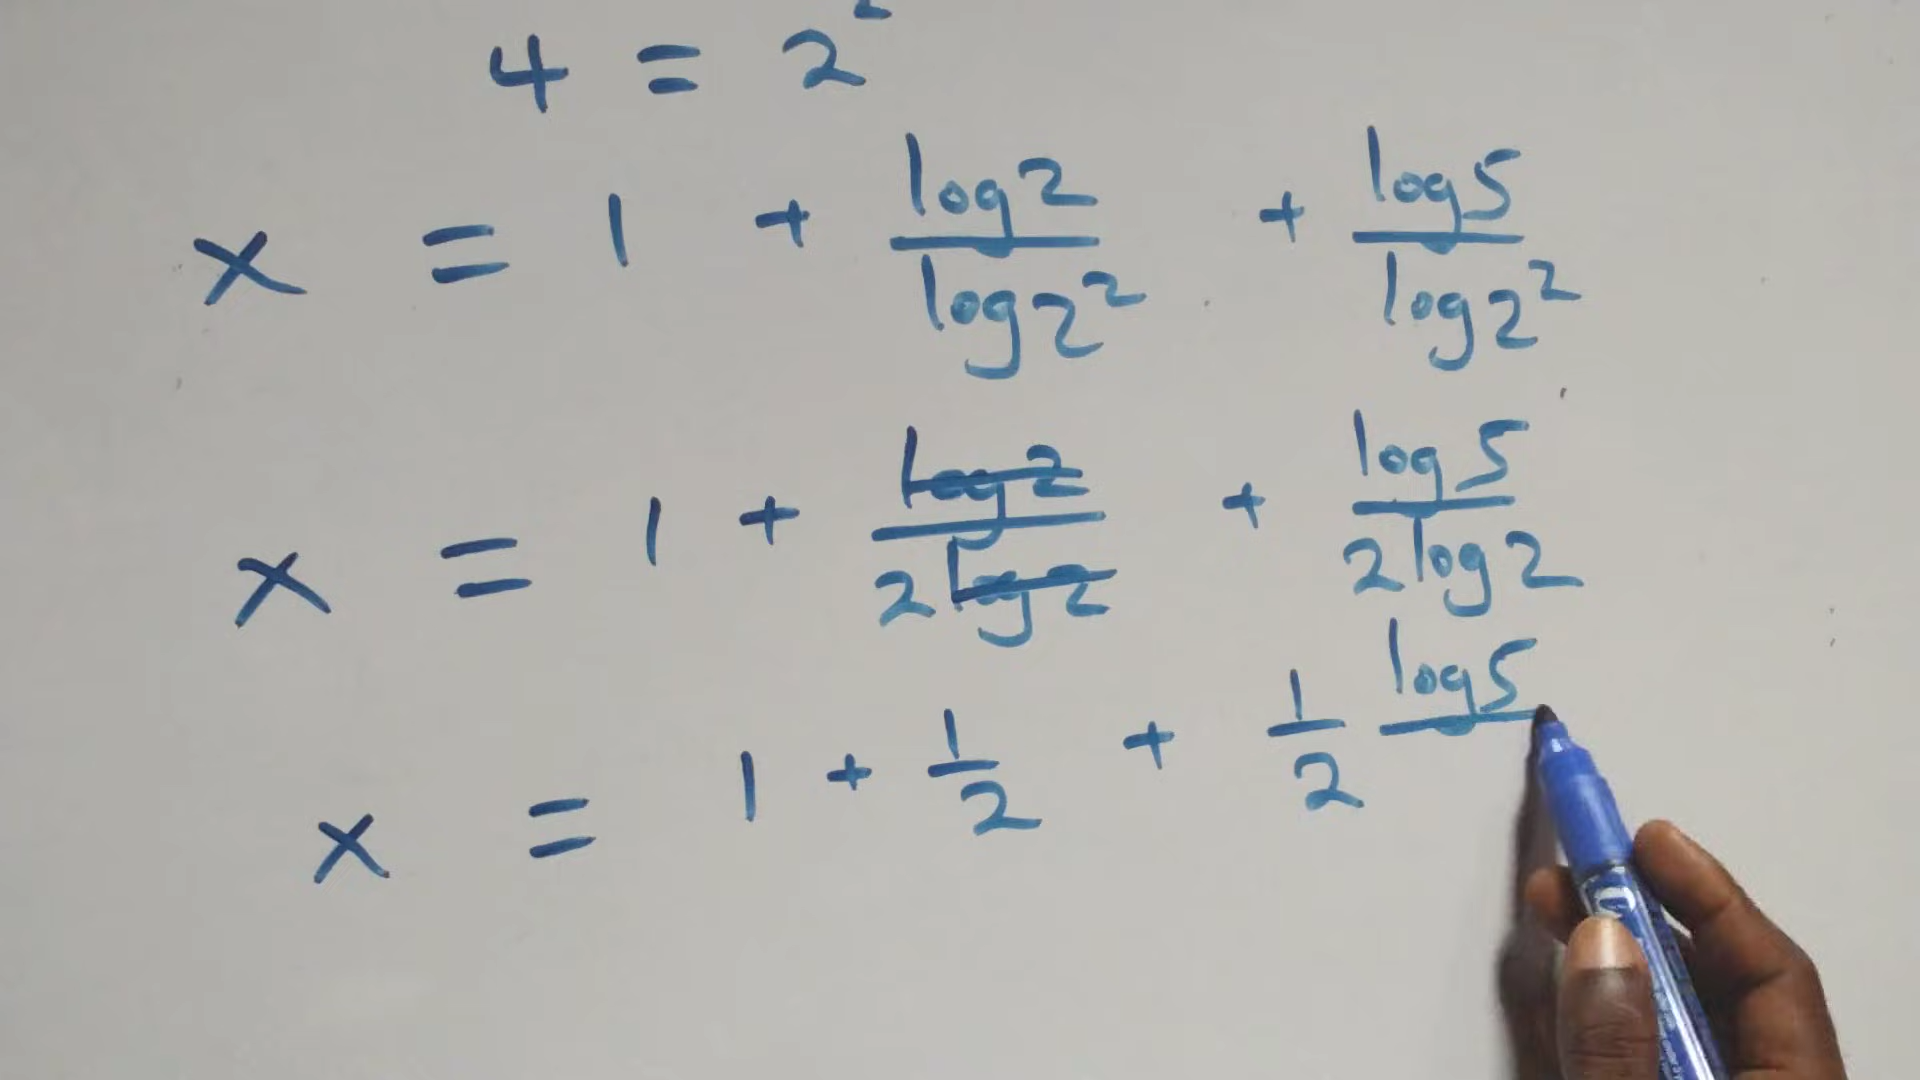 4 = 2²
x = 1 + log2/log2² + log5/log2²
x = 1 + log2/2log2 + log5/2log2
x = 1 + 1/2 + 1/2 log5/